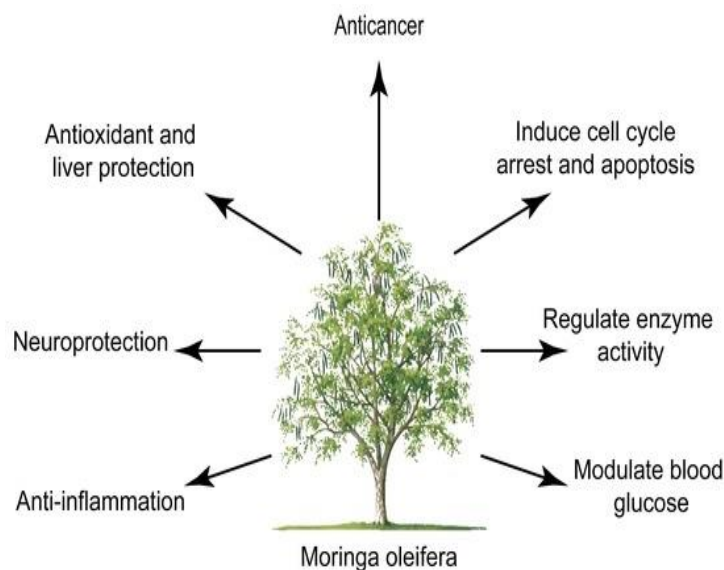 Anticancer
Antioxidant and
liver protection
Induce cell cycle
arrest and apoptosis
Neuroprotection
Regulate enzyme
activity
Anti-inflammation
Modulate blood
glucose
Moringa oleifera